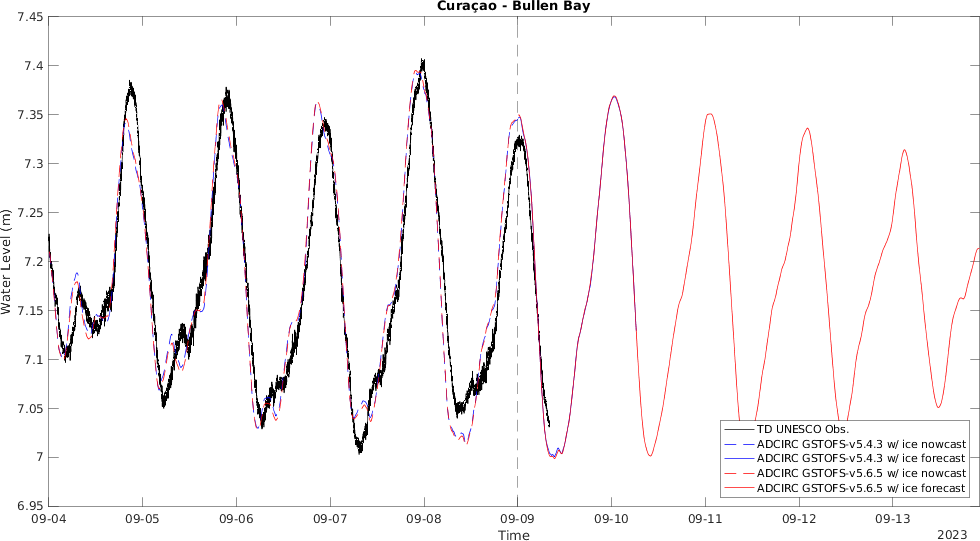 Curaçao - Bullen Bay
7.45
7.4
7.35
7.3
7.25
7.2
7.15
7.1
7.05
7
6.95
Water Level (m)
TD UNESCO Obs.
ADCIRC GSTOFS-v5.4.3 w/ ice nowcast
ADCIRC GSTOFS-v5.4.3 w/ ice forecast
ADCIRC GSTOFS-v5.6.5 w/ ice nowcast
ADCIRC GSTOFS-v5.6.5 w/ ice forecast
09-04 09-05 09-06 09-07 09-08 09-09 09-10 09-11 09-12 09-13
Time
2023